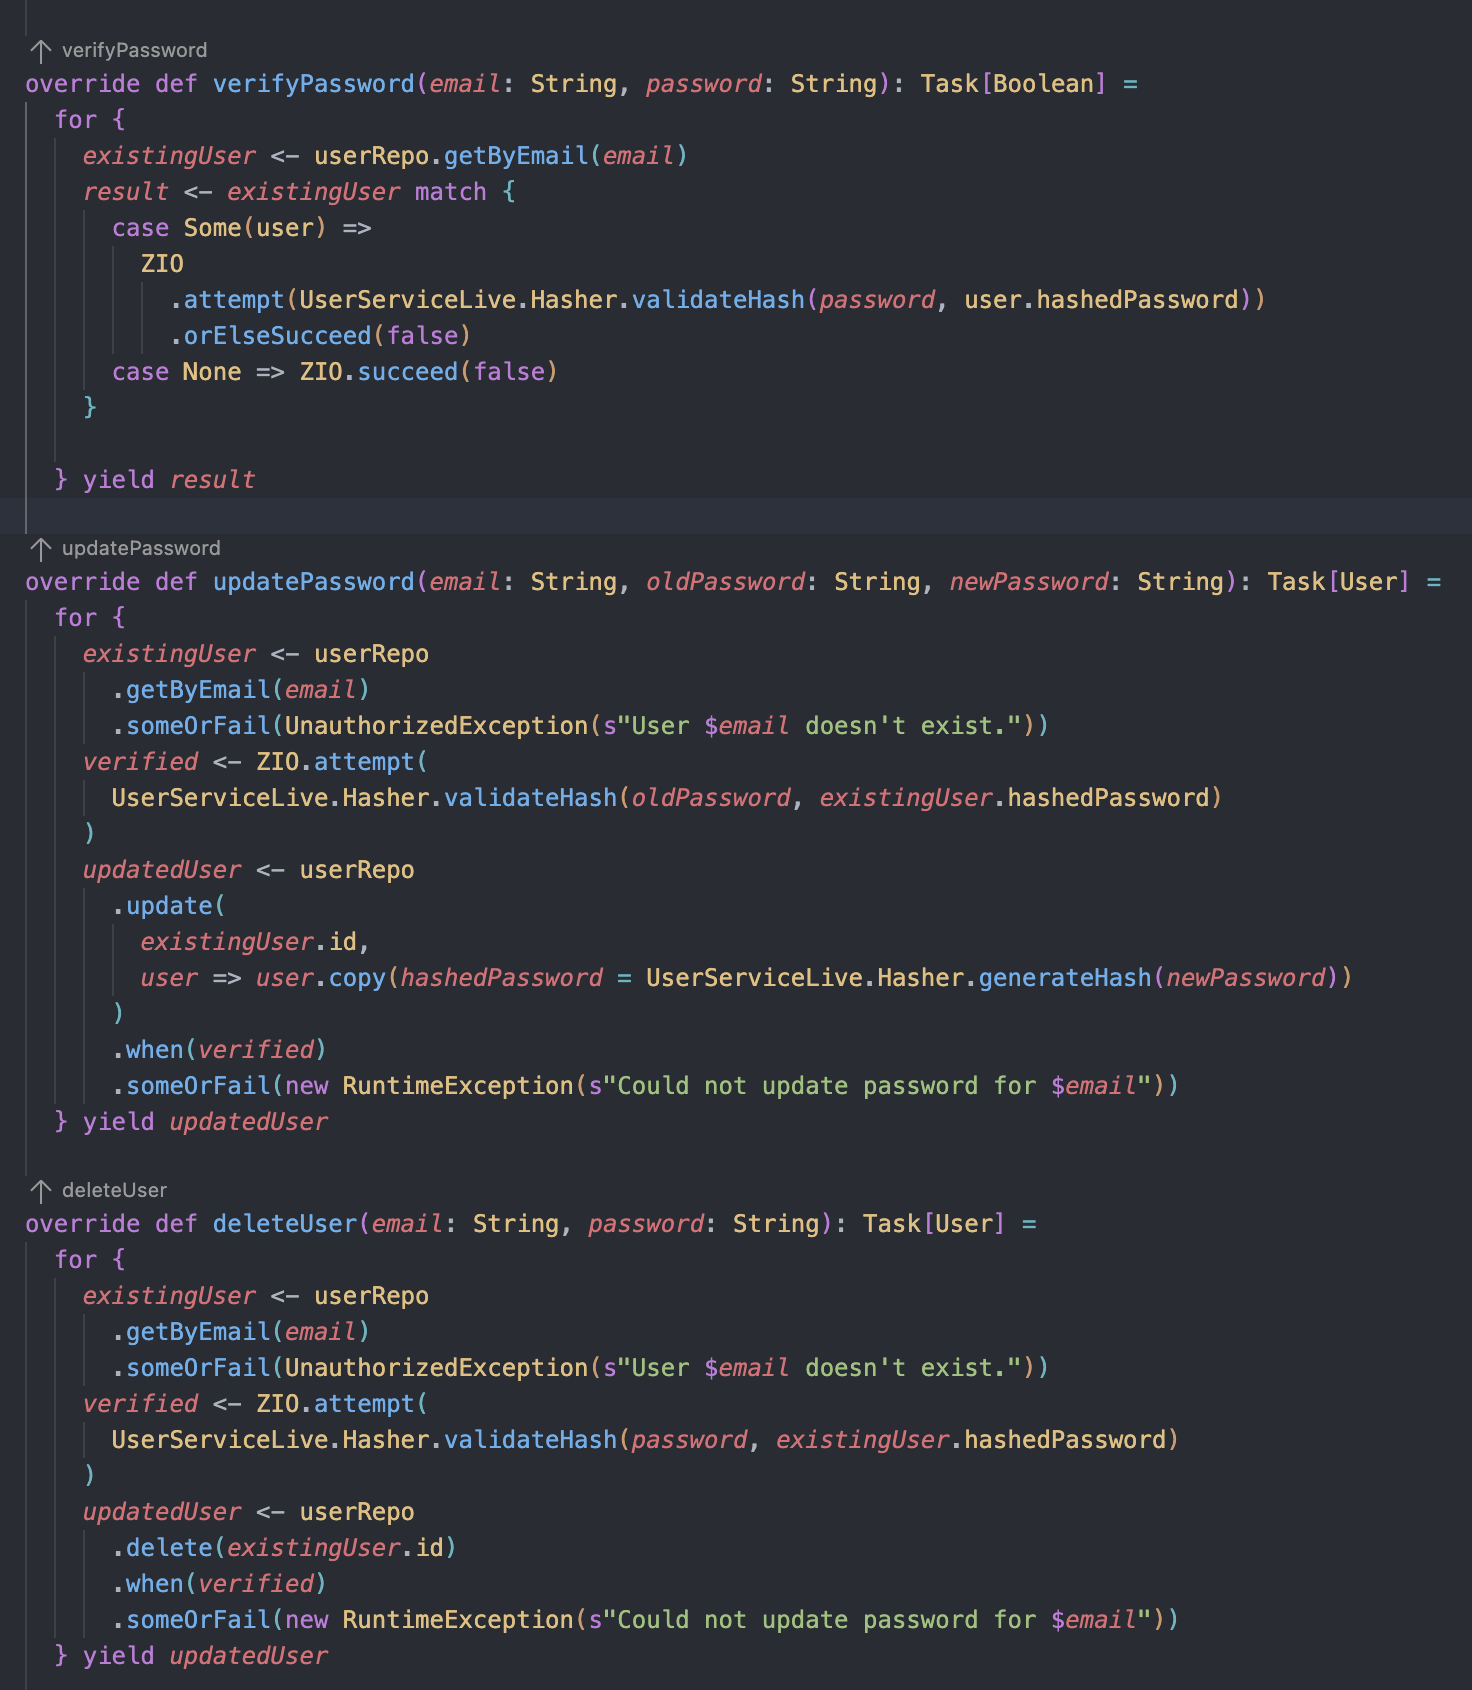 ↑ verifyPassword
override def verifyPassword(email: String, password: String): Task[Boolean] =
  for {
    existingUser <- userRepo.getByEmail(email)
    result <- existingUser match {
      case Some(user) =>
        ZIO
          .attempt(UserServiceLive.Hasher.validateHash(password, user.hashedPassword))
          .orElseSucceed(false)
      case None => ZIO.succeed(false)
    }

  } yield result

↑ updatePassword
override def updatePassword(email: String, oldPassword: String, newPassword: String): Task[User] =
  for {
    existingUser <- userRepo
      .getByEmail(email)
      .someOrFail(UnauthorizedException(s"User $email doesn't exist."))
    verified <- ZIO.attempt(
      UserServiceLive.Hasher.validateHash(oldPassword, existingUser.hashedPassword)
    )
    updatedUser <- userRepo
      .update(
        existingUser.id,
        user => user.copy(hashedPassword = UserServiceLive.Hasher.generateHash(newPassword))
      )
      .when(verified)
      .someOrFail(new RuntimeException(s"Could not update password for $email"))
  } yield updatedUser

↑ deleteUser
override def deleteUser(email: String, password: String): Task[User] =
  for {
    existingUser <- userRepo
      .getByEmail(email)
      .someOrFail(UnauthorizedException(s"User $email doesn't exist."))
    verified <- ZIO.attempt(
      UserServiceLive.Hasher.validateHash(password, existingUser.hashedPassword)
    )
    updatedUser <- userRepo
      .delete(existingUser.id)
      .when(verified)
      .someOrFail(new RuntimeException(s"Could not update password for $email"))
  } yield updatedUser